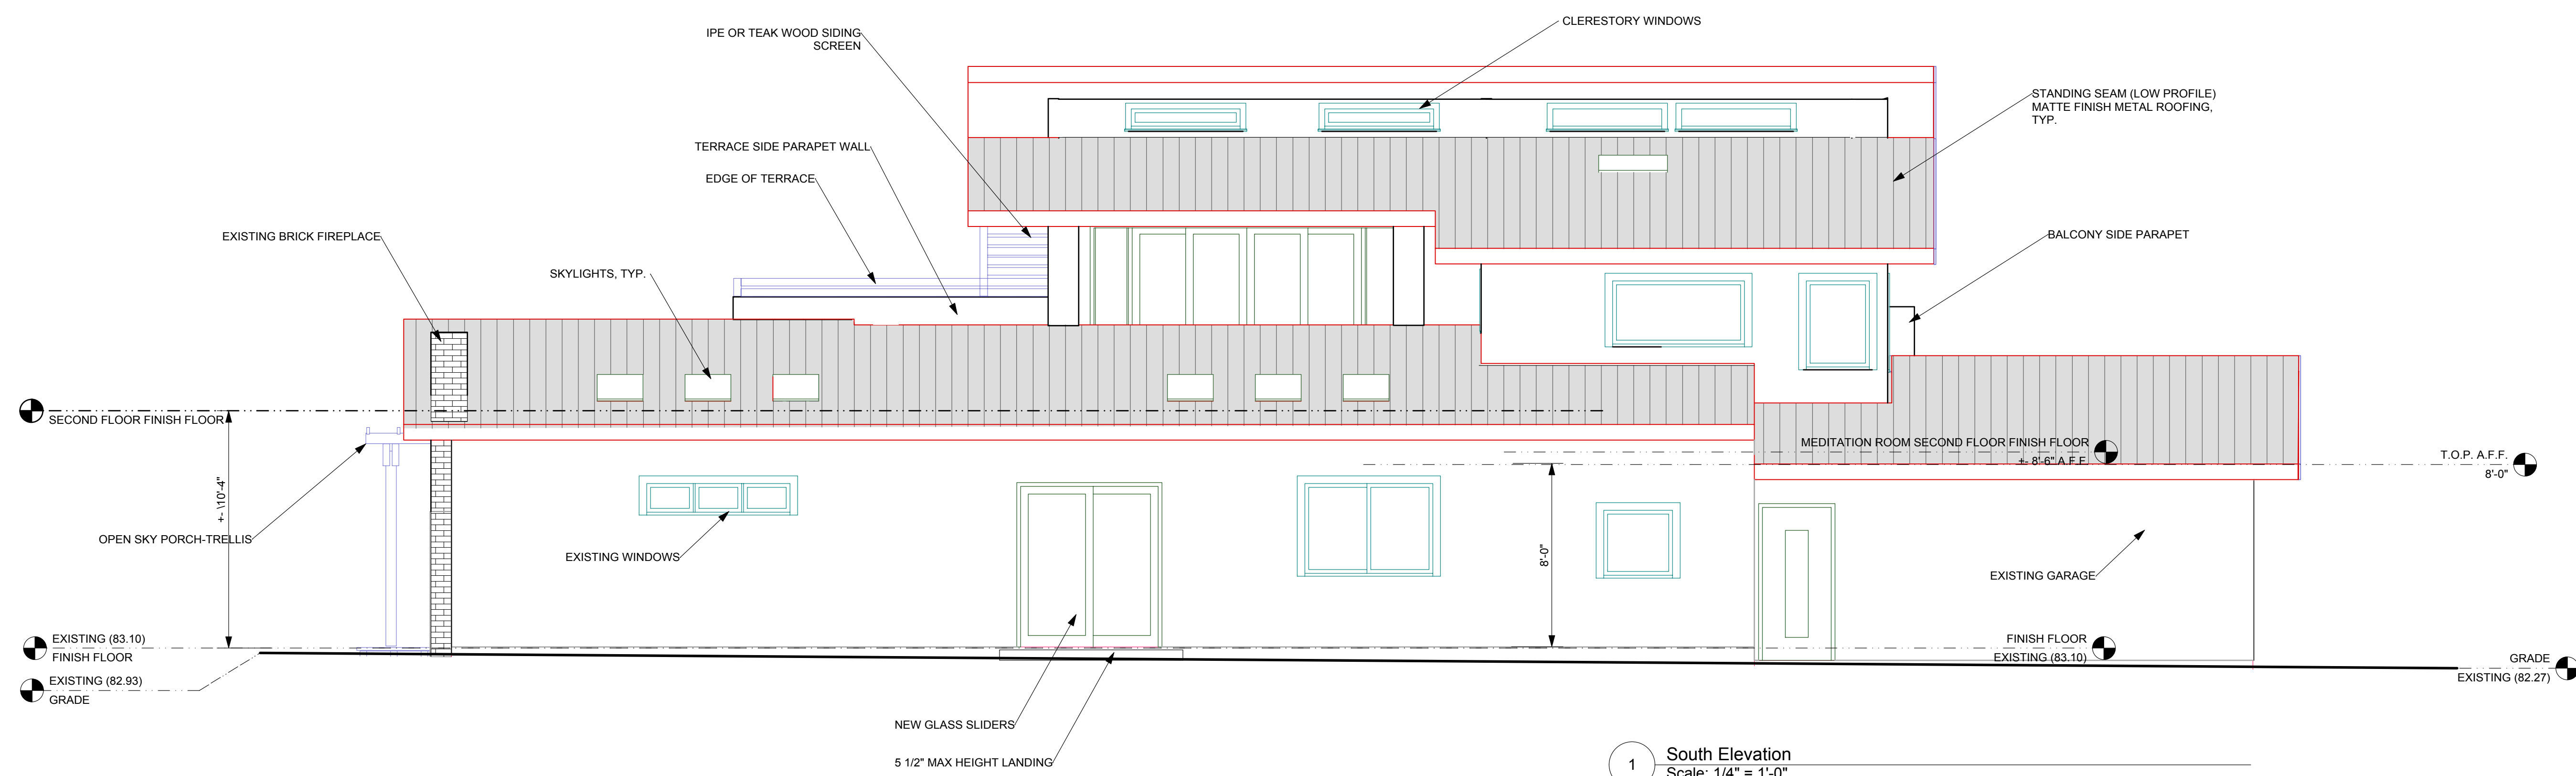 CLERESTORY WINDOWS
IPE OR TEAK WOOD SIDING
SCREEN
STANDING SEAM (LOW PROFILE)
MATTE FINISH METAL ROOFING,
TYP.
TERRACE SIDE PARAPET WALL
EDGE OF TERRACE
EXISTING BRICK FIREPLACE
BALCONY SIDE PARAPET
SKYLIGHTS, TYP.
SECOND FLOOR FINISH FLOOR
MEDITATION ROOM SECOND FLOOR FINISH FLOOR
+- 8'-6" A.F.F.
T.O.P. A.F.F.
8'-0"
+- \10'-4"
OPEN SKY PORCH-TRELLIS
EXISTING WINDOWS
8'-0"
EXISTING GARAGE
EXISTING (83.10)
FINISH FLOOR
FINISH FLOOR
EXISTING (83.10)
EXISTING (82.93)
GRADE
GRADE
EXISTING (82.27)
NEW GLASS SLIDERS
5 1/2" MAX HEIGHT LANDING
1
South Elevation
Scale: 1/4" = 1'-0"